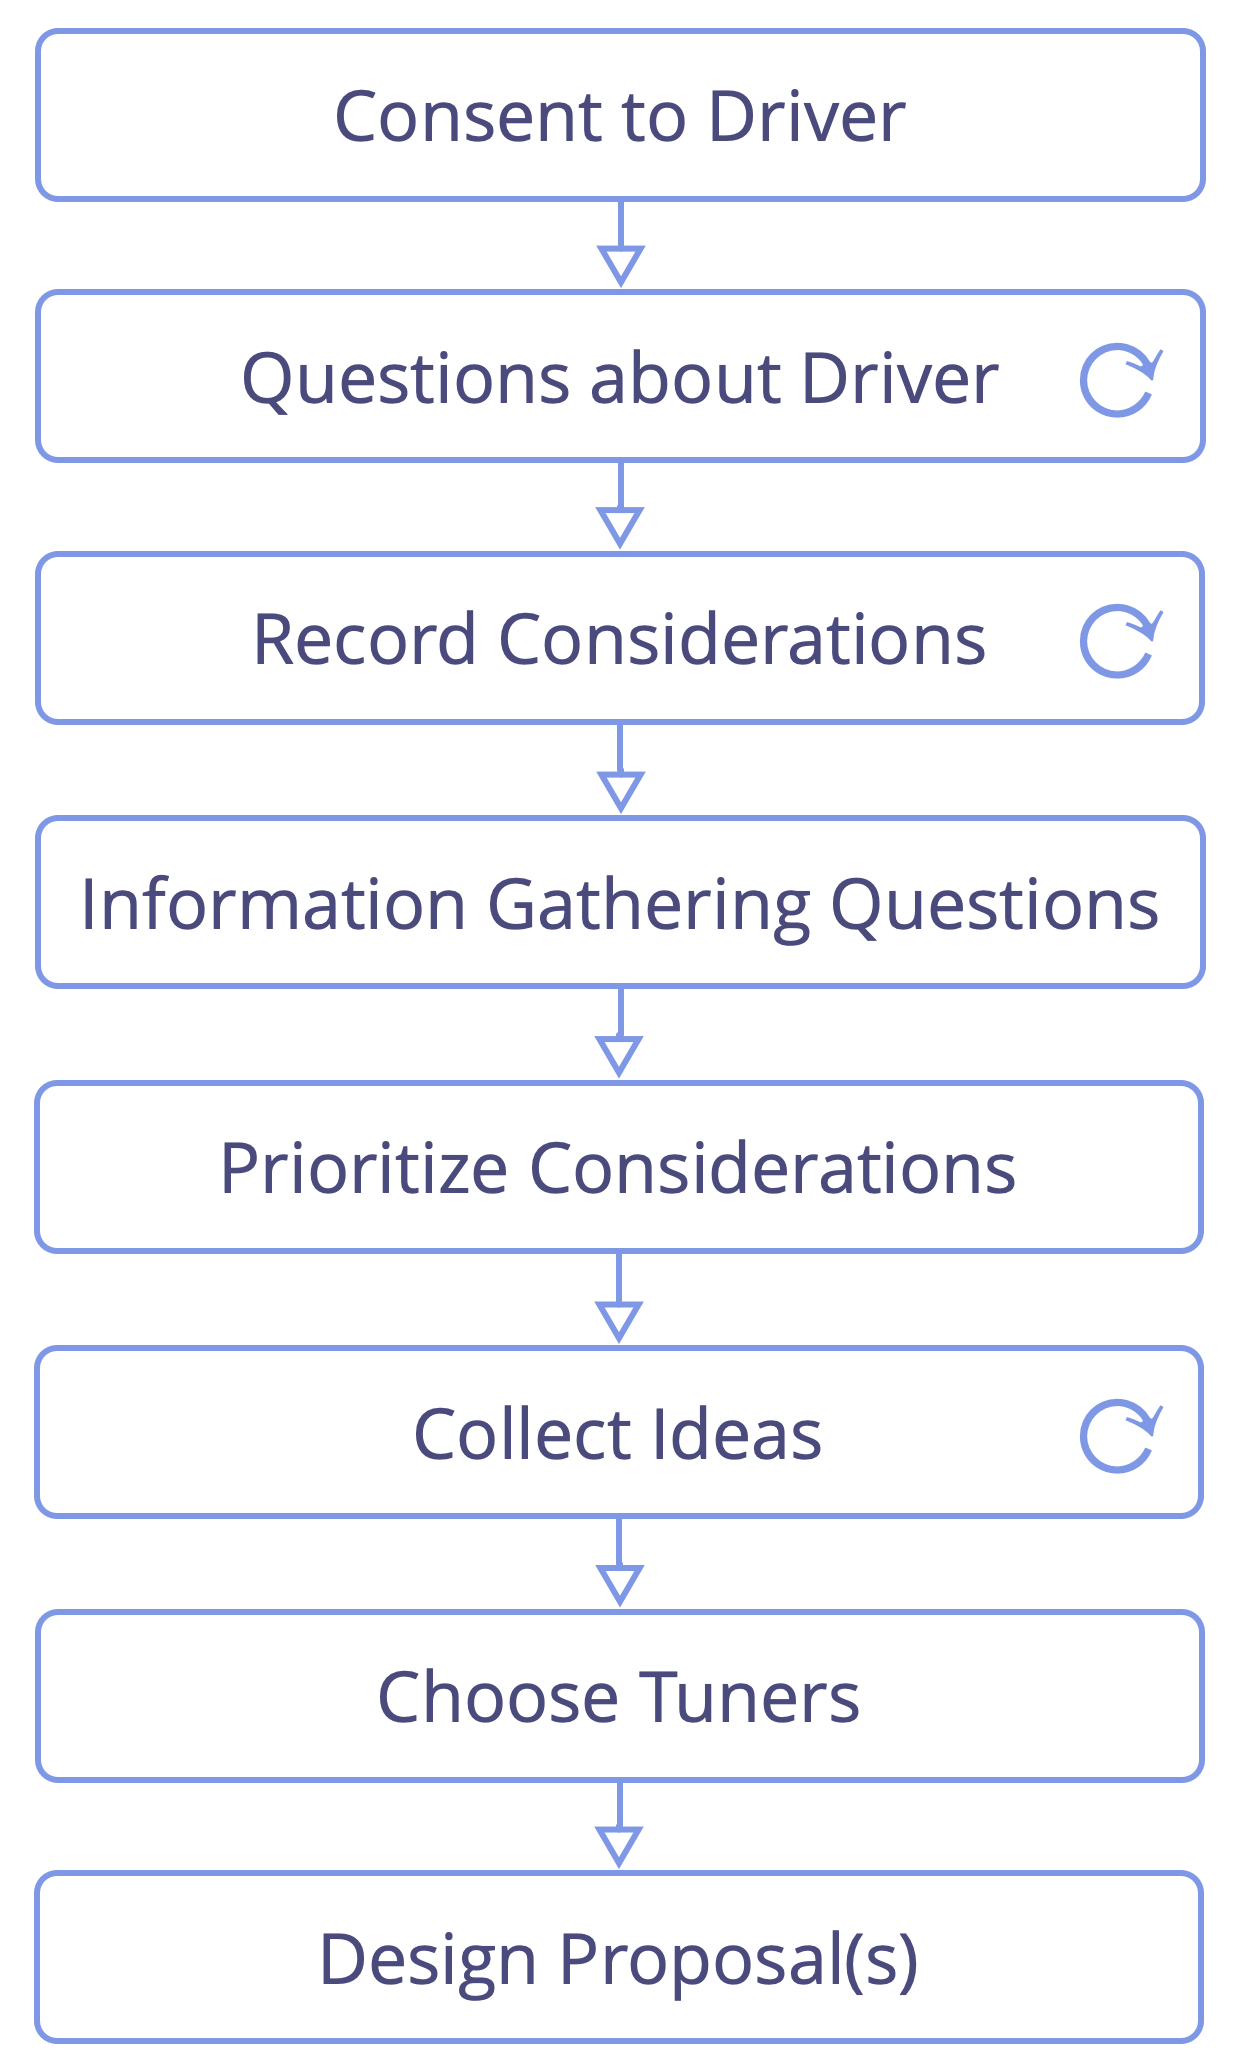 Consent to Driver
Questions about Driver
Record Considerations
Information Gathering Questions
Prioritize Considerations
Collect Ideas
Choose Tuners
Design Proposal(s)